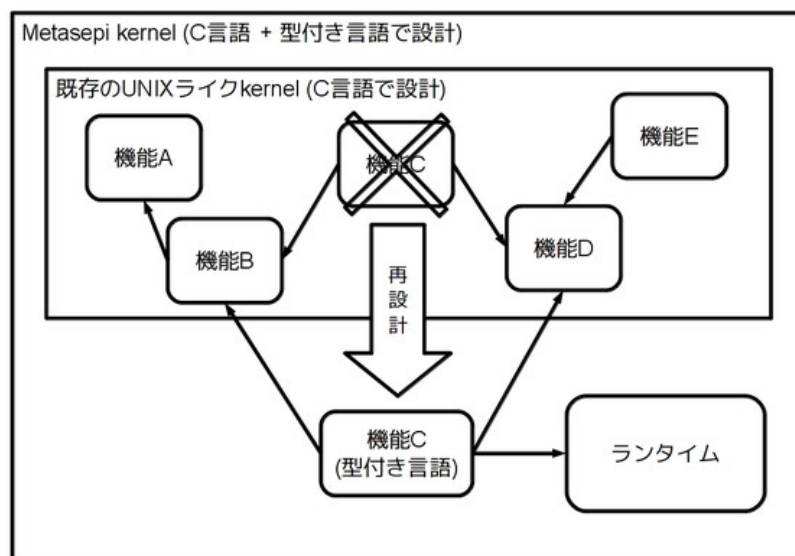 Metasepi kernel (C言語 + 型付き言語で設計)
既存のUNIXライクkernel (C言語で設計)
機能A
機能C
機能E
機能B
機能D
再
設
計
機能C
(型付き言語)
ランタイム